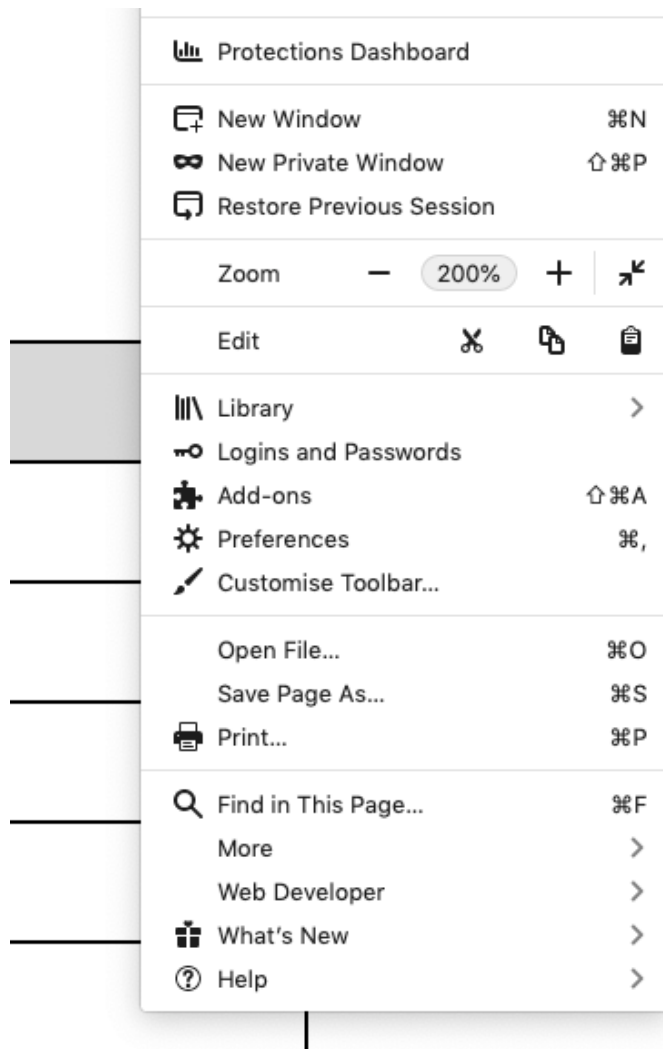 Protections Dashboard
New Window ⌘N
New Private Window ⇧⌘P
Restore Previous Session
Zoom − 200% +
Edit
Library
Logins and Passwords
Add-ons ⇧⌘A
Preferences ⌘,
Customise Toolbar...
Open File... ⌘O
Save Page As... ⌘S
Print... ⌘P
Find in This Page... ⌘F
More
Web Developer
What's New
Help